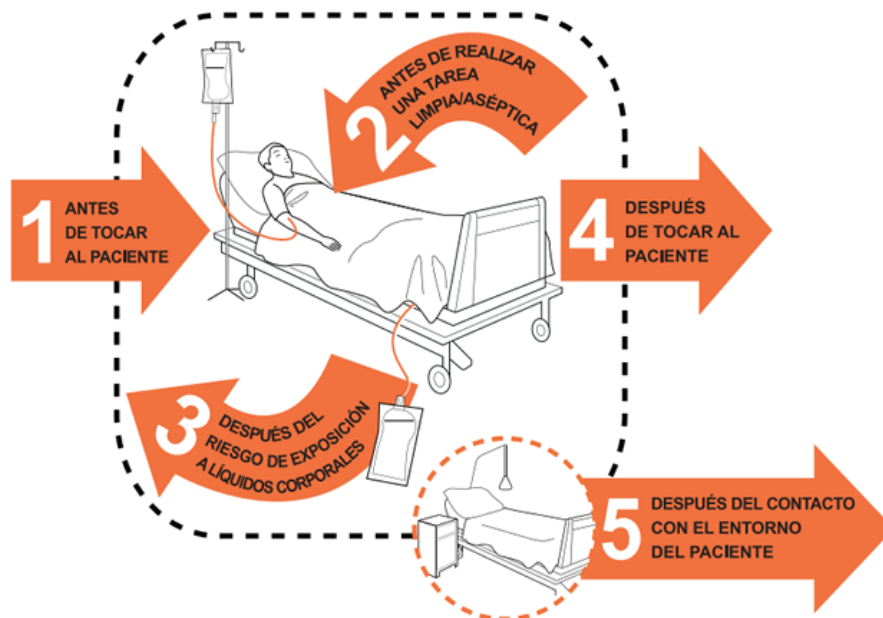 1
ANTES
DE TOCAR
AL PACIENTE
2
ANTES DE REALIZAR
UNA TAREA
LIMPIA/ASÉPTICA
3
DESPUÉS DEL
RIESGO DE EXPOSICIÓN
A LÍQUIDOS CORPORALES
4
DESPUÉS
DE TOCAR AL
PACIENTE
5
DESPUÉS DEL CONTACTO
CON EL ENTORNO
DEL PACIENTE